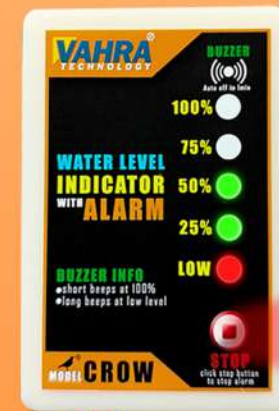 VAHRA®
TECHNOLOGY
BUZZER
Auto off in 1min
100%
75%
WATER LEVEL
INDICATOR
WITH ALARM
50%
25%
LOW
BUZZER INFO
•short beeps at 100%
•long beeps at low level
STOP
click stop button
to stop alarm
MODEL CROW